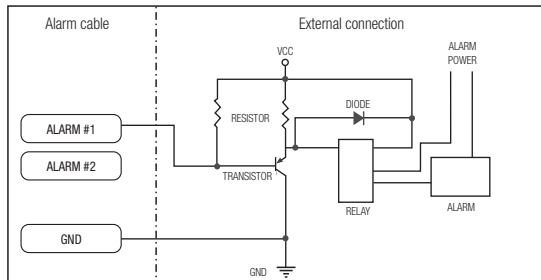 Alarm cable
External connection
VCC
ALARM
POWER
DIODE
RESISTOR
ALARM #1
ALARM #2
TRANSISTOR
RELAY
ALARM
GND
GND